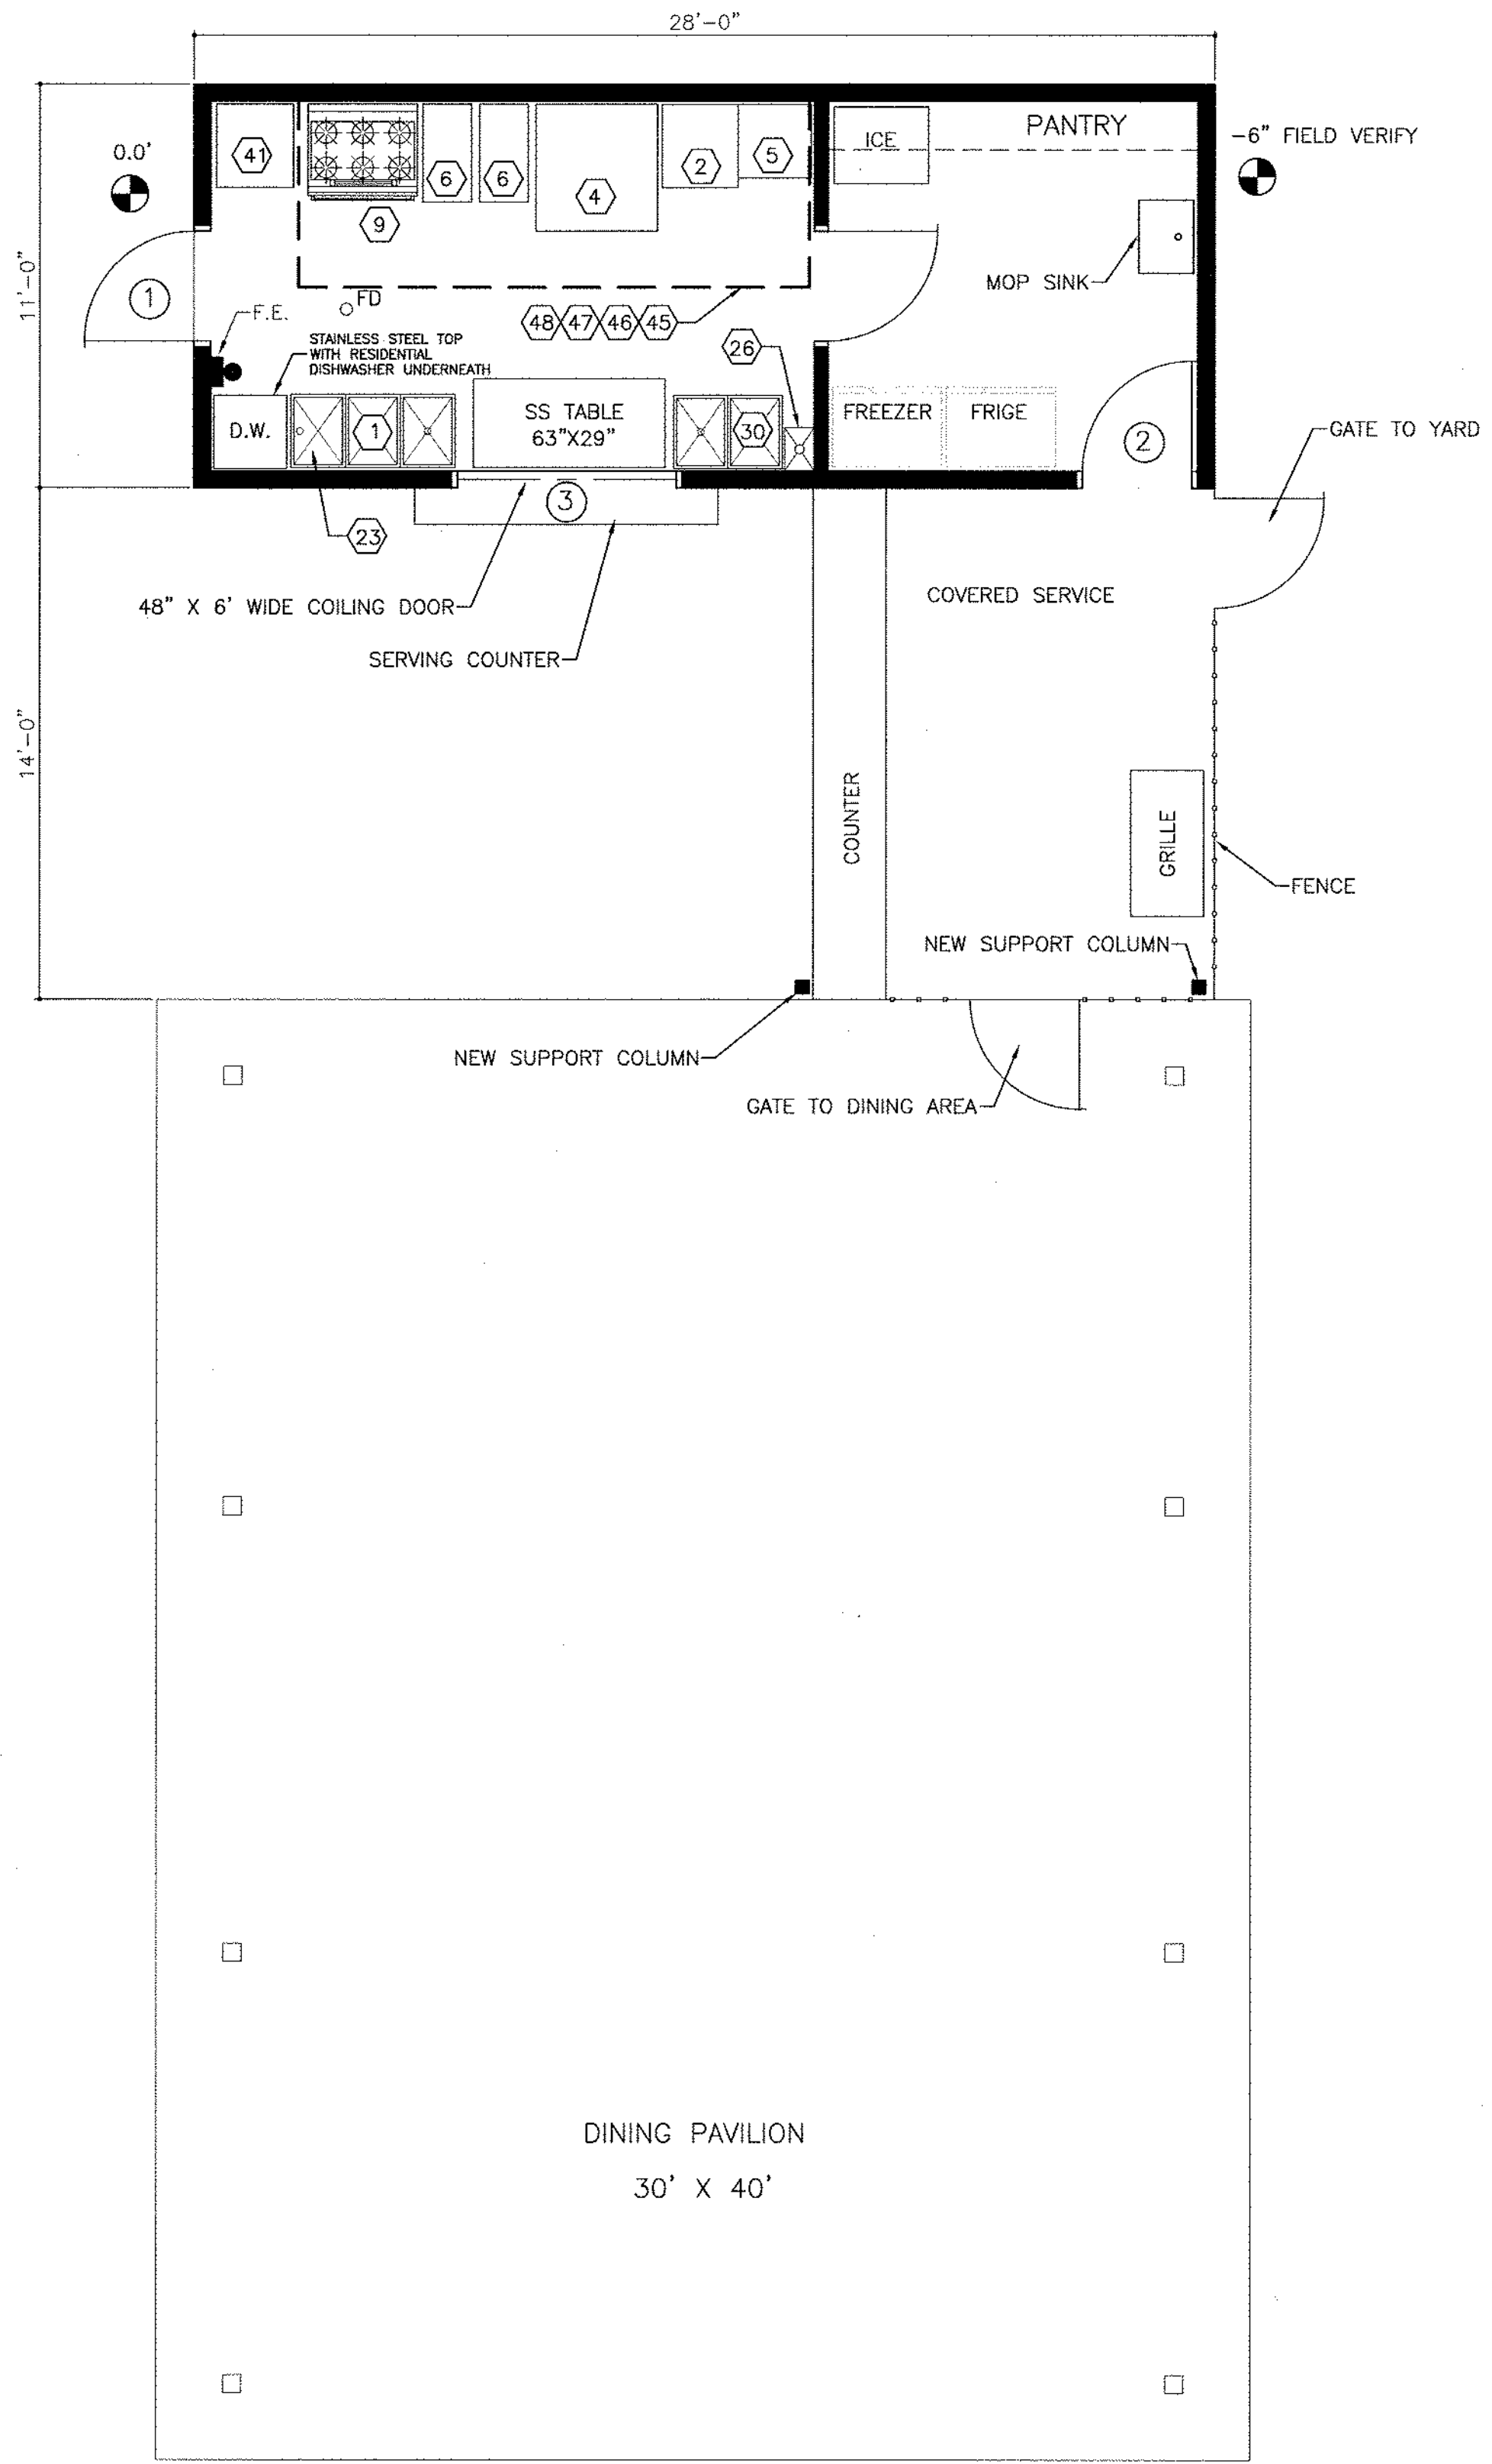 28'-0"
PANTRY
-6" FIELD VERIFY
ICE
0.0'
41
6
6
4
2
5
9
MOP SINK
11'-0"
1
FD
F.E.
48
47
46
45
STAINLESS STEEL TOP
WITH RESIDENTIAL
DISHWASHER UNDERNEATH
26
D.W.
1
SS TABLE
63"X29"
30
FREEZER
FRIGE
2
GATE TO YARD
3
23
48" X 6' WIDE COILING DOOR
COVERED SERVICE
SERVING COUNTER
14'-0"
COUNTER
GRILLE
FENCE
NEW SUPPORT COLUMN
NEW SUPPORT COLUMN
GATE TO DINING AREA
DINING PAVILION
30' X 40'